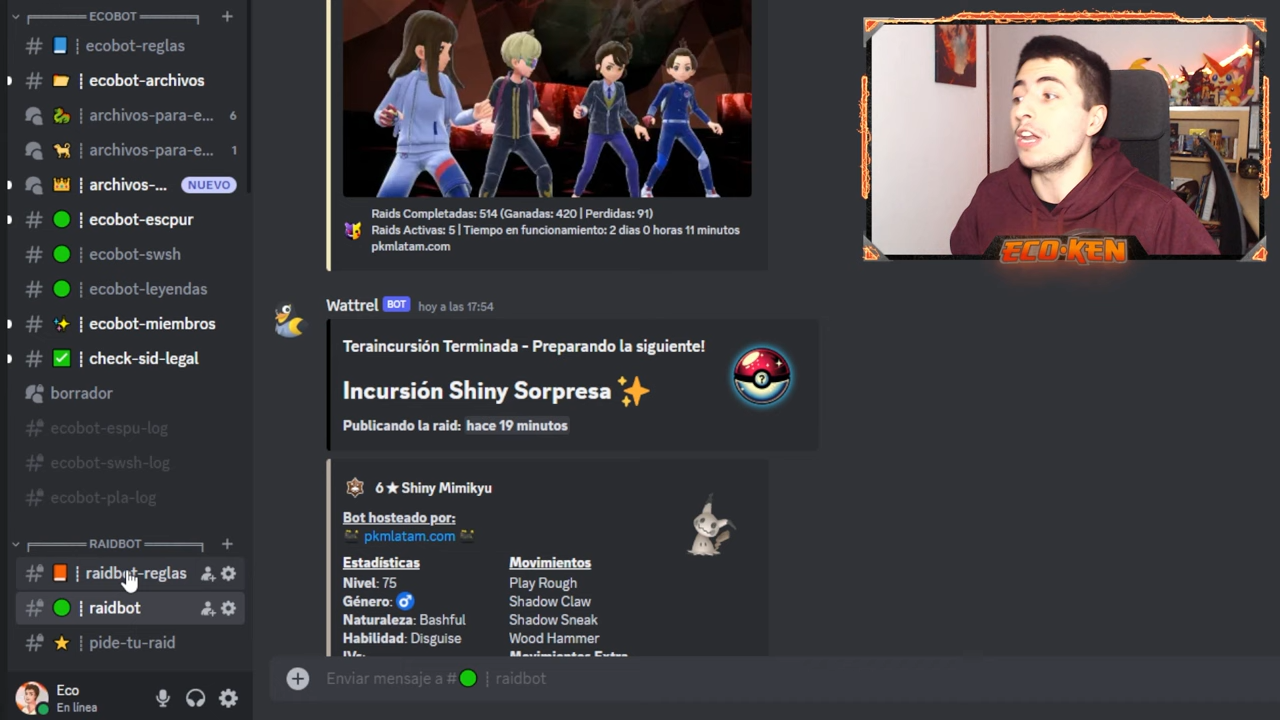 ECOBOT
ecobot-reglas
ecobot-archivos
archivos-para-e... 6
archivos-para-e... 1
archivos-... NUEVO
ecobot-escpur
ecobot-swsh
ecobot-leyendas
ecobot-miembros
check-sid-legal
borrador
ecobot-espu-log
ecobot-swsh-log
ecobot-pla-log
RAIDBOT
raidbot-reglas
raidbot
pide-tu-raid
Eco
En línea
Raids Completadas: 514 (Ganadas: 420 | Perdidas: 91)
Raids Activas: 5 | Tiempo en funcionamiento: 2 dias 0 horas 11 minutos
pkmlatam.com
Wattrel BOT hoy a las 17:54
Teraincursión Terminada - Preparando la siguiente!
Incursión Shiny Sorpresa ✨
Publicando la raid: hace 19 minutos
6★ Shiny Mimikyu
Bot hosteado por:
pkmlatam.com
Estadísticas
Nivel: 75
Género: ♂
Naturaleza: Bashful
Habilidad: Disguise
IVs:
Movimientos
Play Rough
Shadow Claw
Shadow Sneak
Wood Hammer
Movimientos Extra
Enviar mensaje a # | raidbot
ECO·KEN